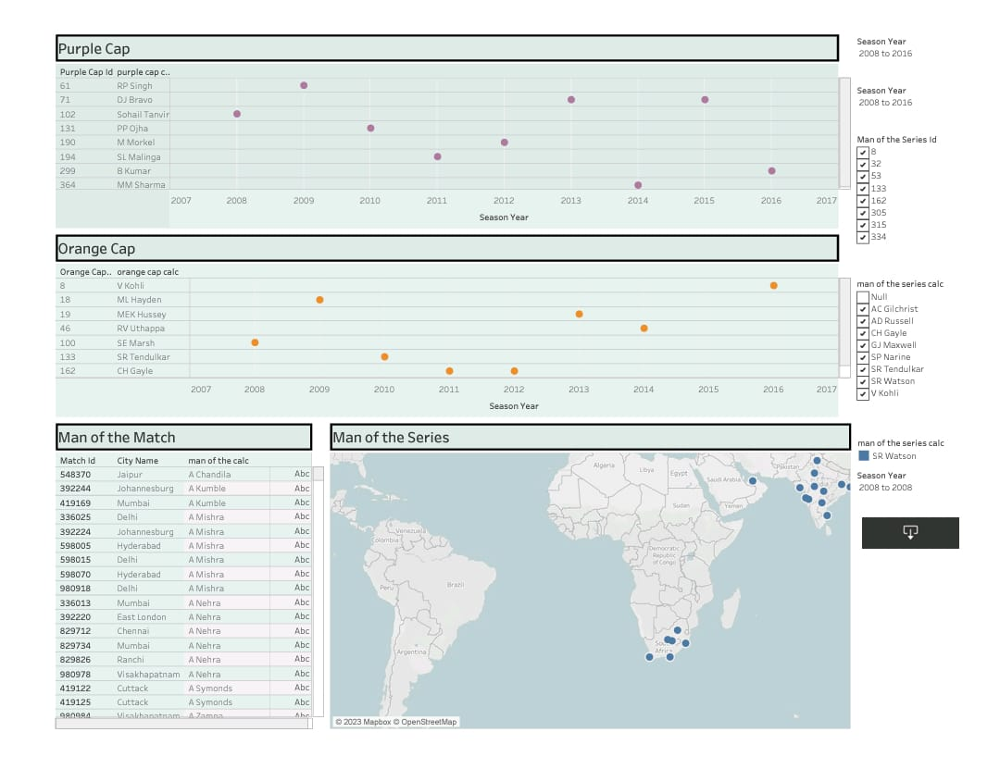 Purple Cap
Purple Cap Id purple cap c..
61 RP Singh
71 DJ Bravo
102 Sohail Tanvir
131 PP Ojha
190 M Morkel
194 SL Malinga
299 B Kumar
364 MM Sharma
2007 2008 2009 2010 2011 2012 2013 2014 2015 2016 2017
Season Year
Orange Cap
Orange Cap.. orange cap calc
8 V Kohli
18 ML Hayden
19 MEK Hussey
46 RV Uthappa
100 SE Marsh
133 SR Tendulkar
162 CH Gayle
2007 2008 2009 2010 2011 2012 2013 2014 2015 2016 2017
Season Year
Man of the Match
Match Id City Name man of the calc
548370 Jaipur A Chandila Abc
392244 Johannesburg A Kumble Abc
419169 Mumbai A Kumble Abc
336025 Delhi A Mishra Abc
392224 Johannesburg A Mishra Abc
598005 Hyderabad A Mishra Abc
598015 Delhi A Mishra Abc
598070 Hyderabad A Mishra Abc
980918 Delhi A Mishra Abc
336013 Mumbai A Nehra Abc
392220 East London A Nehra Abc
829712 Chennai A Nehra Abc
829734 Mumbai A Nehra Abc
829826 Ranchi A Nehra Abc
980978 Visakhapatnam A Nehra Abc
419122 Cuttack A Symonds Abc
419125 Cuttack A Symonds Abc
980984 Visakhapatnam A Zampa Abc
Man of the Series
Algeria
Libya
Egypt
Saudi Arabia
Pakistan
Sudan
Yemen
Venezuela
Colombia
Democratic
Republic
of Congo
Peru
Brazil
South
Africa
Argentina
© 2023 Mapbox © OpenStreetMap
Season Year
2008 to 2016
Season Year
2008 to 2016
Man of the Series Id
8
32
53
133
162
305
315
334
man of the series calc
Null
AC Gilchrist
AD Russell
CH Gayle
GJ Maxwell
SP Narine
SR Tendulkar
SR Watson
V Kohli
man of the series calc
SR Watson
Season Year
2008 to 2008